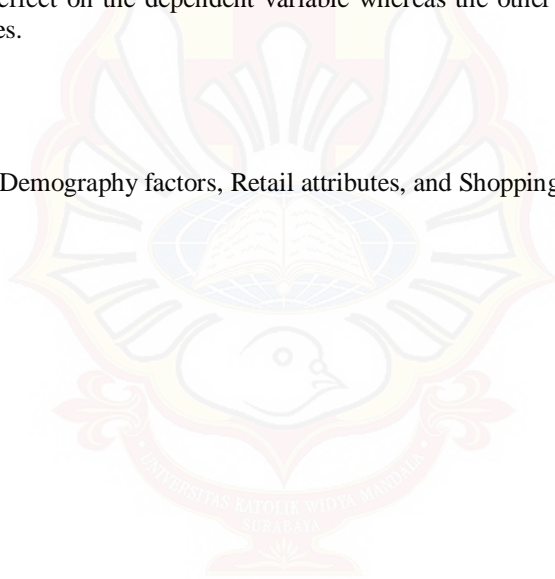 effect on the dependent variable whereas the other
es.
Demography factors, Retail attributes, and Shopping
UNIVERSITAS KATOLIK WIDYA MANDALA
SURABAYA